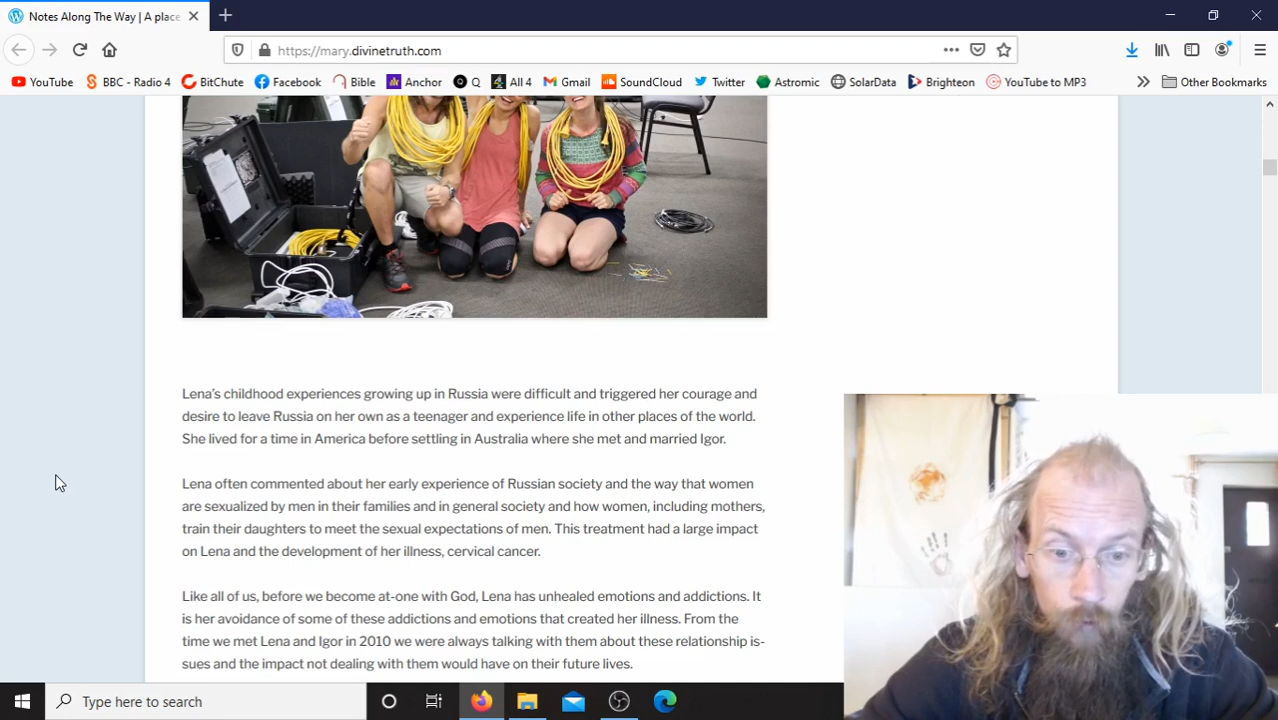 Notes Along The Way | A place
https://mary.divinetruth.com
YouTube
BBC - Radio 4
BitChute
Facebook
Bible
Anchor
Q
All 4
Gmail
SoundCloud
Twitter
Astromic
SolarData
Brighteon
YouTube to MP3
Other Bookmarks
Lena's childhood experiences growing up in Russia were difficult and triggered her courage and
desire to leave Russia on her own as a teenager and experience life in other places of the world.
She lived for a time in America before settling in Australia where she met and married Igor.
Lena often commented about her early experience of Russian society and the way that women
are sexualized by men in their families and in general society and how women, including mothers,
train their daughters to meet the sexual expectations of men. This treatment had a large impact
on Lena and the development of her illness, cervical cancer.
Like all of us, before we become at-one with God, Lena has unhealed emotions and addictions. It
is her avoidance of some of these addictions and emotions that created her illness. From the
time we met Lena and Igor in 2010 we were always talking with them about these relationship is-
sues and the impact not dealing with them would have on their future lives.
Type here to search